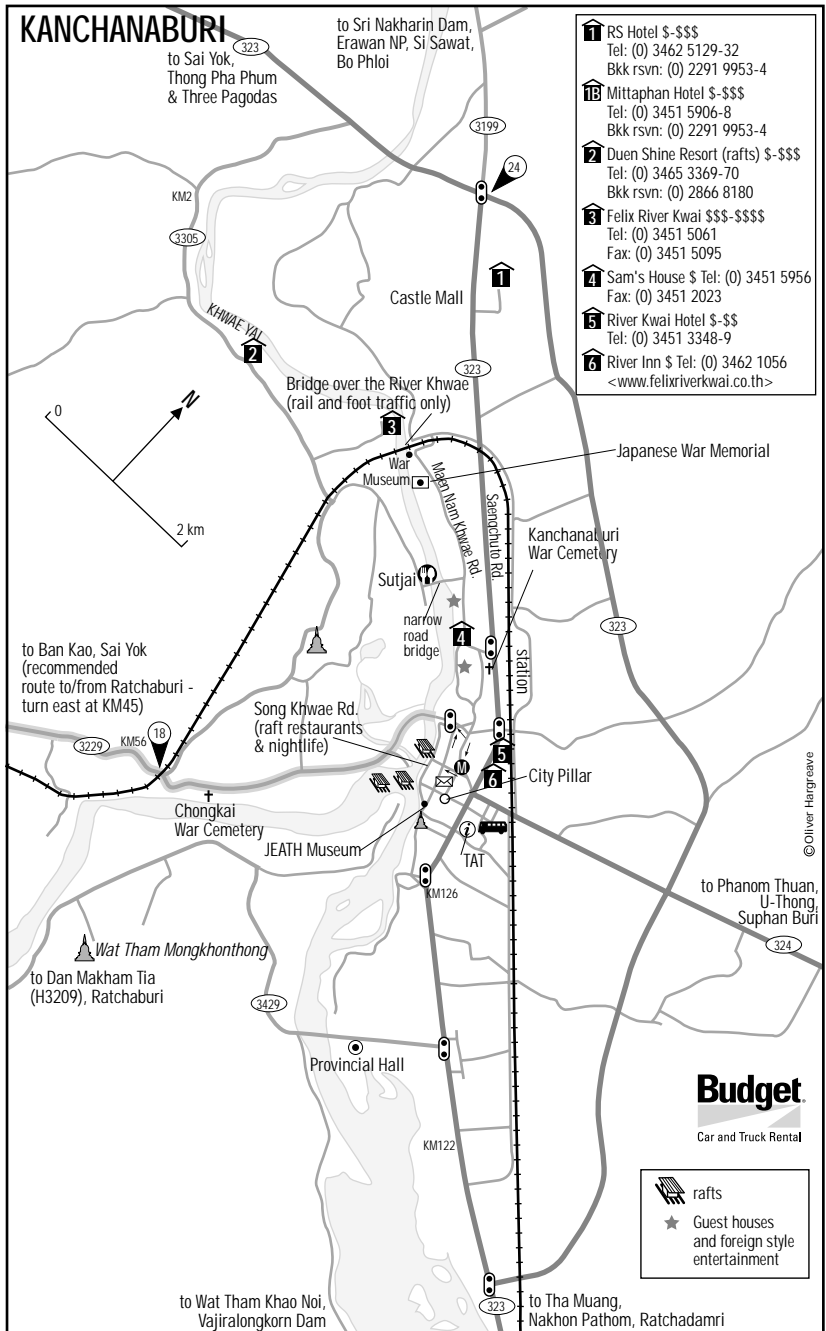 KANCHANABURI
323
to Sai Yok,
Thong Pha Phum
& Three Pagodas
to Sri Nakharin Dam,
Erawan NP, Si Sawat,
Bo Phloi
3199
24
1 RS Hotel $-$$$
Tel: (0) 3462 5129-32
Bkk rsvn: (0) 2291 9953-4
1B Mittaphan Hotel $-$$$
Tel: (0) 3451 5906-8
Bkk rsvn: (0) 2291 9953-4
2 Duen Shine Resort (rafts) $-$$$
Tel: (0) 3465 3369-70
Bkk rsvn: (0) 2866 8180
3 Felix River Kwai $$$-$$$$
Tel: (0) 3451 5061
Fax: (0) 3451 5095
4 Sam's House $ Tel: (0) 3451 5956
Fax: (0) 3451 2023
5 River Kwai Hotel $-$$
Tel: (0) 3451 3348-9
6 River Inn $ Tel: (0) 3462 1056
<www.felixriverkwai.co.th>
KM2
3305
1
Castle Mall
KHWAE YAI
2
323
Bridge over the River Khwae
(rail and foot traffic only)
0
N
2 km
3
War
Museum
Japanese War Memorial
Maen Nam Khwae Rd.
Saengchuto Rd.
Kanchanaburi
War Cemetery
Sutjai
narrow
road
bridge
4
323
station
to Ban Kao, Sai Yok
(recommended
route to/from Ratchaburi -
turn east at KM45)
Song Khwae Rd.
(raft restaurants
& nightlife)
18
3229
KM56
5
M
6
City Pillar
Chongkai
War Cemetery
JEATH Museum
i
TAT
©Oliver Hargreave
KM126
to Phanom Thuan,
U-Thong,
Suphan Buri
324
Wat Tham Mongkhonthong
to Dan Makham Tia
(H3209), Ratchaburi
3429
Provincial Hall
KM122
Budget.
Car and Truck Rental
rafts
Guest houses
and foreign style
entertainment
to Wat Tham Khao Noi,
Vajiralongkorn Dam
323
to Tha Muang,
Nakhon Pathom, Ratchadamri